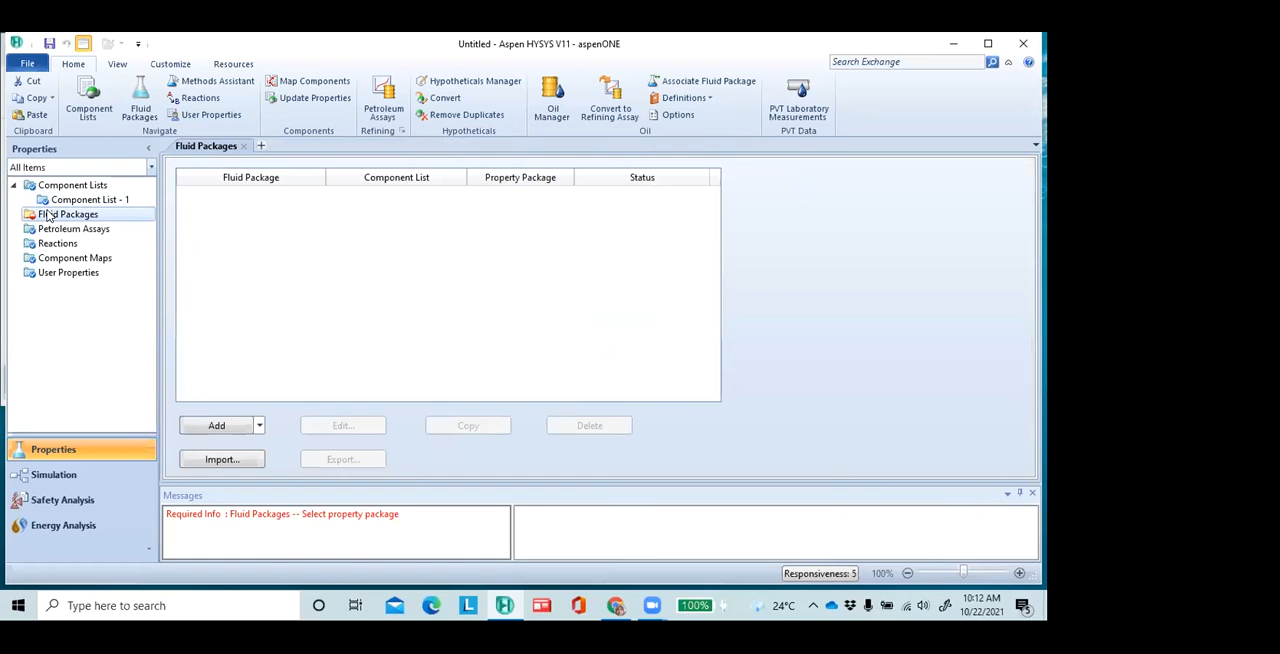 Untitled - Aspen HYSYS V11 - aspenONE
File Home View Customize Resources
Search Exchange
Cut
Copy
Paste
Clipboard
Component Lists
Fluid Packages
Methods Assistant
Reactions
User Properties
Navigate
Map Components
Update Properties
Components
Petroleum Assays
Refining
Hypotheticals Manager
Convert
Remove Duplicates
Hypotheticals
Oil Manager
Convert to Refining Assay
Associate Fluid Package
Definitions
Options
Oil
PVT Laboratory Measurements
PVT Data
Properties
All Items
Component Lists
Component List - 1
Fluid Packages
Petroleum Assays
Reactions
Component Maps
User Properties
Properties
Simulation
Safety Analysis
Energy Analysis
Fluid Packages
Fluid Package Component List Property Package Status
Add Edit... Copy Delete
Import... Export...
Messages
Required Info : Fluid Packages -- Select property package
Responsiveness: 5 100%
Type here to search
100%
24°C
10:12 AM
10/22/2021
5